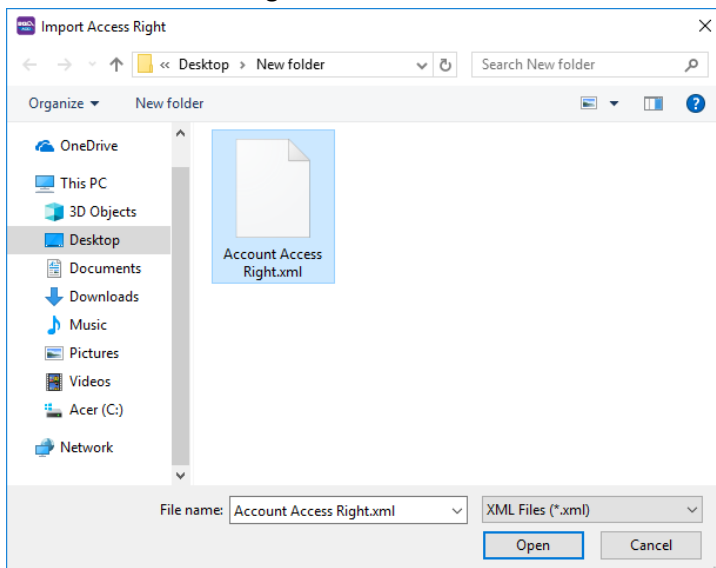 Import Access Right
« Desktop › New folder
Search New folder
Organize
New folder
OneDrive
This PC
3D Objects
Desktop
Documents
Downloads
Music
Pictures
Videos
Acer (C:)
Network
Account Access
Right.xml
File name: Account Access Right.xml
XML Files (*.xml)
Open
Cancel